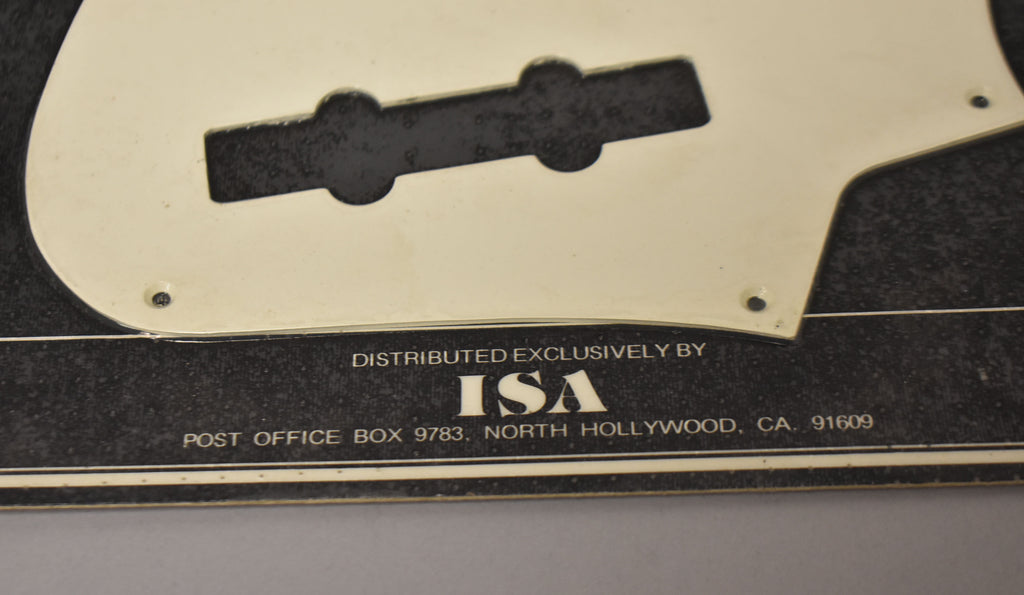 DISTRIBUTED EXCLUSIVELY BY
ISA
POST OFFICE BOX 9783, NORTH HOLLYWOOD, CA. 91609